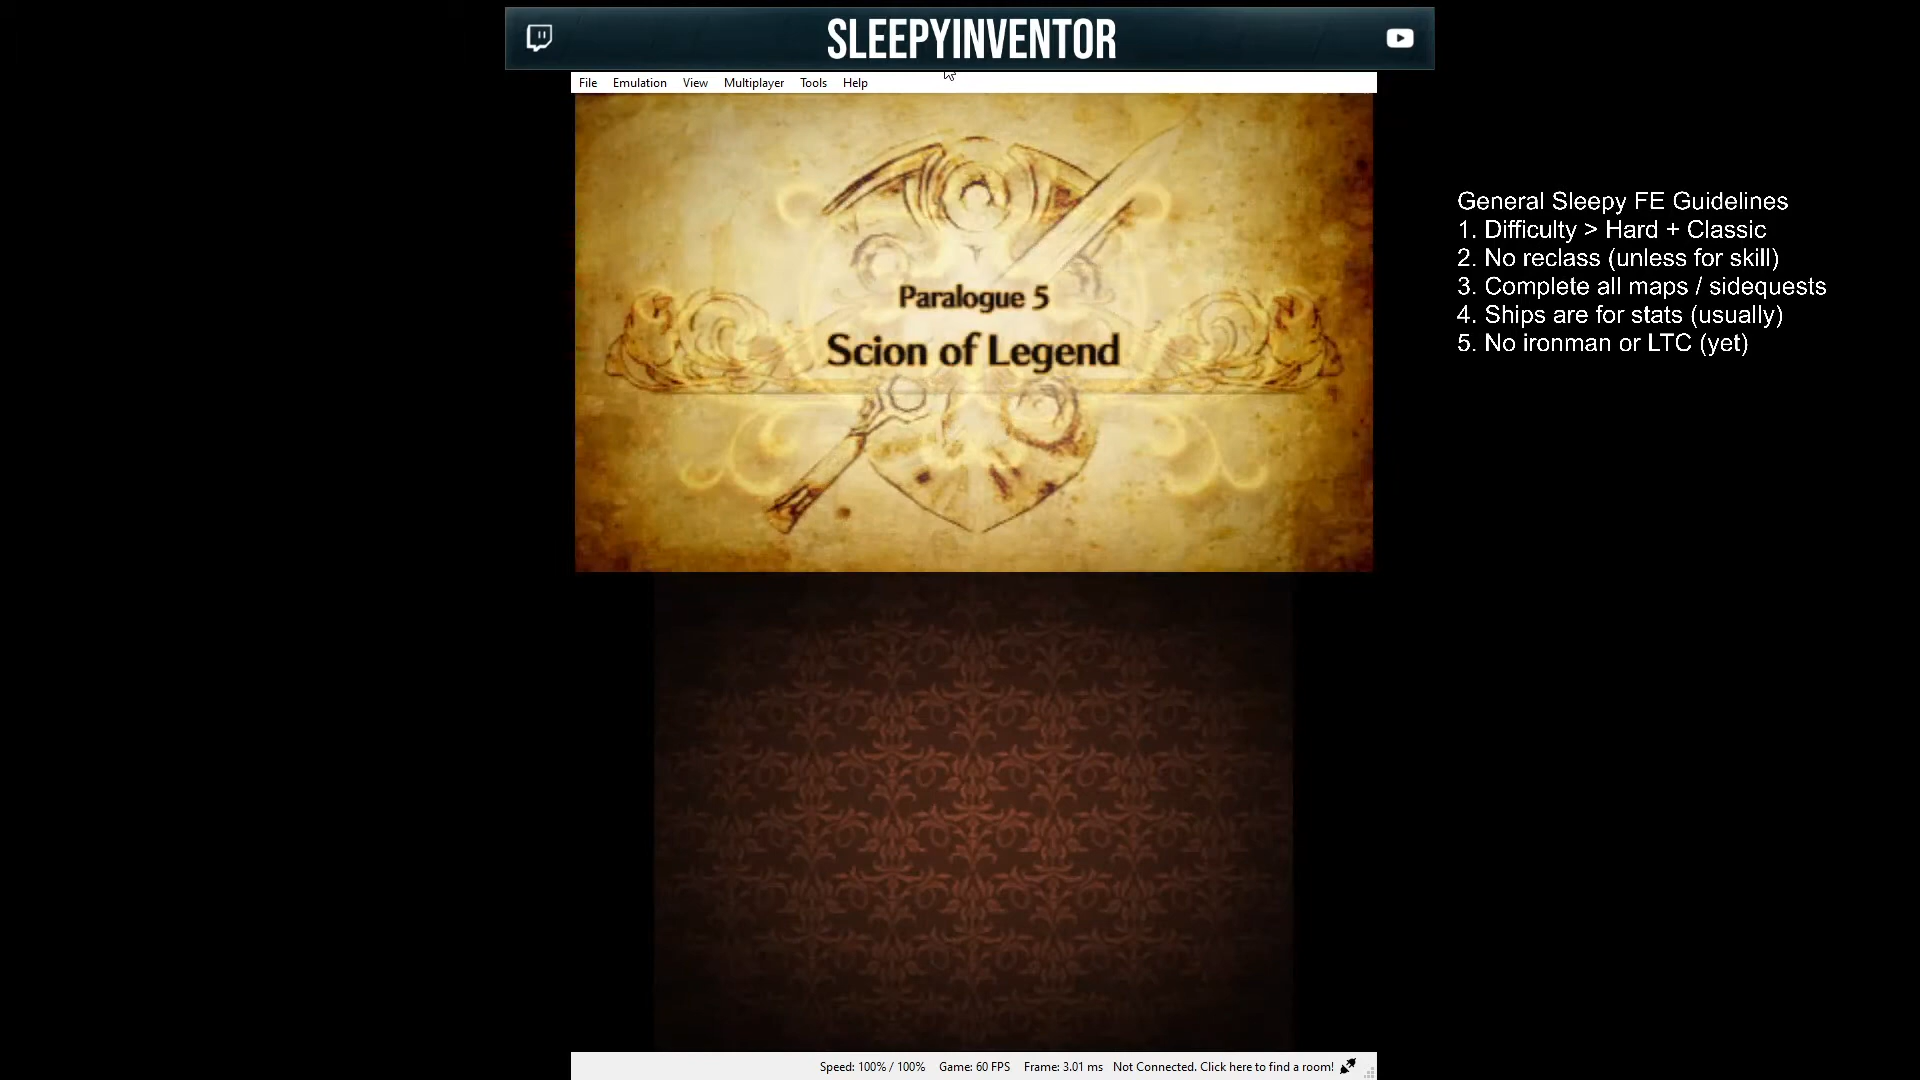 SLEEPYINVENTOR
File Emulation View Multiplayer Tools Help
Paralogue 5
Scion of Legend
General Sleepy FE Guidelines
1. Difficulty > Hard + Classic
2. No reclass (unless for skill)
3. Complete all maps / sidequests
4. Ships are for stats (usually)
5. No ironman or LTC (yet)
Speed: 100% / 100% Game: 60 FPS Frame: 3.01 ms Not Connected. Click here to find a room!